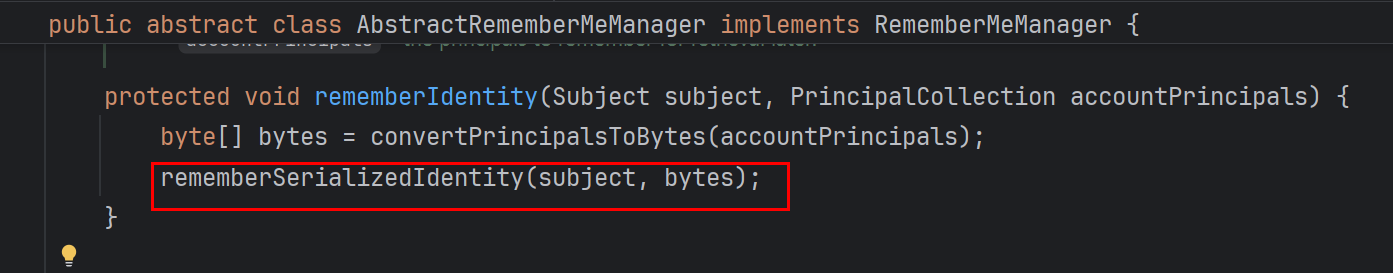 public abstract class AbstractRememberMeManager implements RememberMeManager {
protected void rememberIdentity(Subject subject, PrincipalCollection accountPrincipals) {
byte[] bytes = convertPrincipalsToBytes(accountPrincipals);
rememberSerializedIdentity(subject, bytes);
}